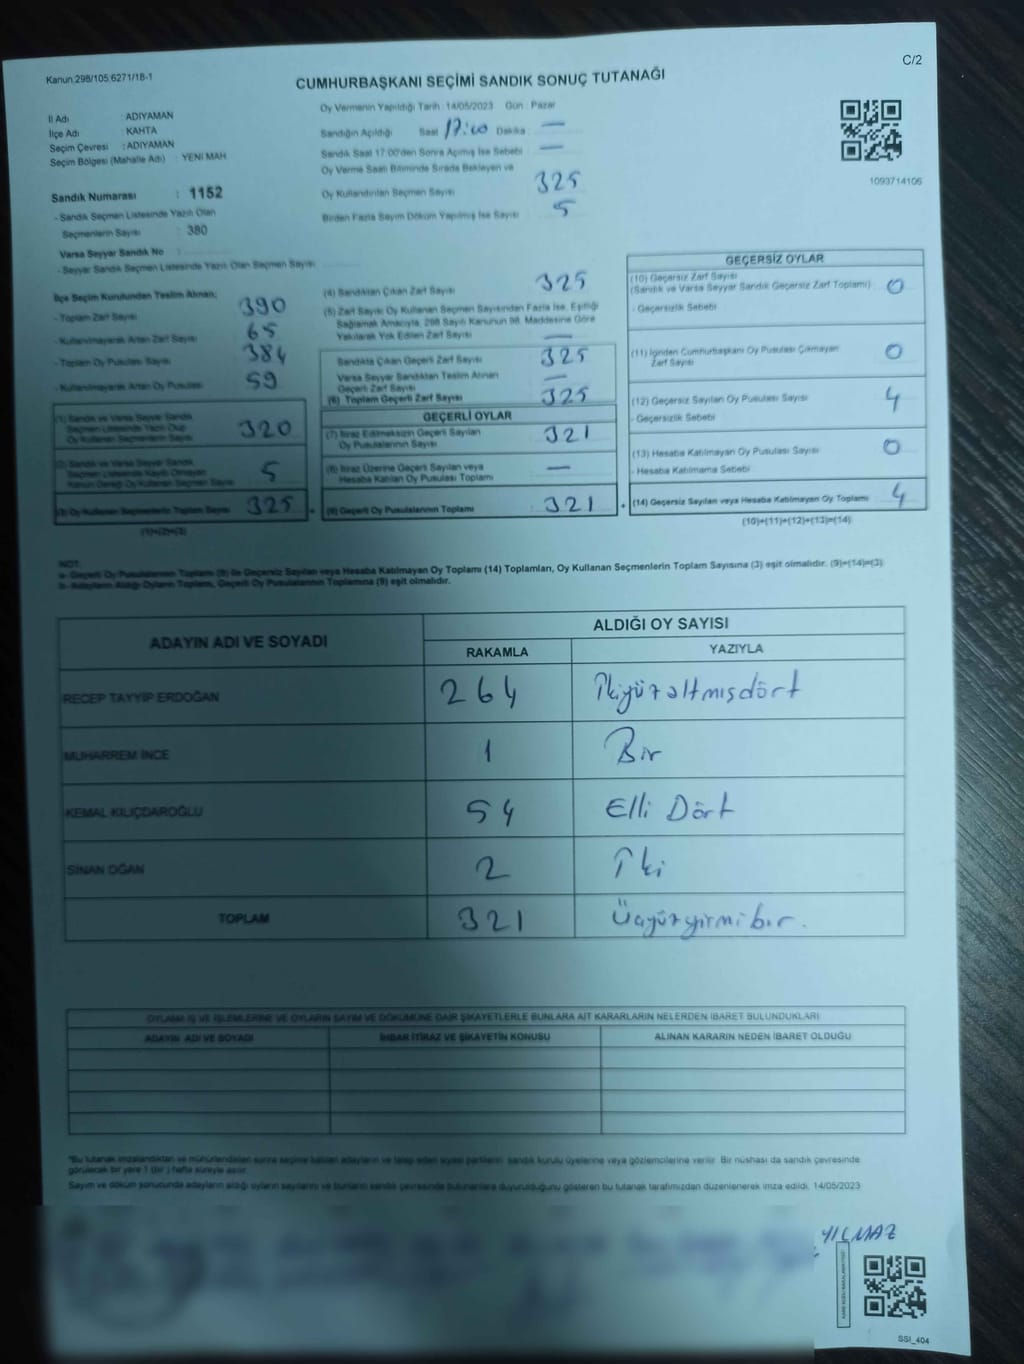 Kanun.298/105.6271/18-1
C/2
CUMHURBAŞKANI SEÇİMİ SANDIK SONUÇ TUTANAĞI
İl Adı : ADIYAMAN
İlçe Adı : KAHTA
Seçim Çevresi : ADIYAMAN
Seçim Bölgesi (Mahalle Adı) : YENİ MAH
Sandık Numarası : 1152
- Sandık Seçmen Listesinde Yazılı Olan
Seçmenlerin Sayısı : 380
Varsa Seyyar Sandık No :
- Seyyar Sandık Seçmen Listesinde Yazılı Olan Seçmen Sayısı
Oy Vermenin Yapıldığı Tarih : 14/05/2023 Gün : Pazar
Sandığın Açıldığı Saat 17:00 Dakika : —
Sandık Saat 17:00'den Sonra Açılmış İse Sebebi : —
Oy Verme Saati Bitiminde Sırada Bekleyen ve
Oy Kullandırılan Seçmen Sayısı 325
Birden Fazla Sayım Döküm Yapılmış İse Sayısı 5
1093714106
İlçe Seçim Kurulundan Teslim Alınan;
- Toplam Zarf Sayısı 390
- Kullanılmayarak Artan Zarf Sayısı 65
- Toplam Oy Pusulası Sayısı 384
- Kullanılmayarak Artan Oy Pusulası 59
(1) Sandık ve Varsa Seyyar Sandık
Seçmen Listesinde Yazılı Olup
Oy Kullanan Seçmenlerin Sayısı 320
(2) Sandık ve Varsa Seyyar Sandık
Seçmen Listesinde Kayıtlı Olmayan
Kanun Gereği Oy Kullanan Seçmen Sayısı 5
(3) Oy Kullanan Seçmenlerin Toplam Sayısı 325
(1)+(2)=(3)
(4) Sandıktan Çıkan Zarf Sayısı 325
(5) Zarf Sayısı Oy Kullanan Seçmen Sayısından Fazla İse, Eşitliği
Sağlamak Amacıyla, 298 Sayılı Kanunun 98. Maddesine Göre
Yakılarak Yok Edilen Zarf Sayısı —
Sandıkta Çıkan Geçerli Zarf Sayısı 325
Varsa Seyyar Sandıktan Teslim Alınan
Geçerli Zarf Sayısı —
(6) Toplam Geçerli Zarf Sayısı 325
GEÇERLİ OYLAR
(7) İtiraz Edilmeksizin Geçerli Sayılan
Oy Pusulalarının Sayısı 321
(8) İtiraz Üzerine Geçerli Sayılan veya
Hesaba Katılan Oy Pusulası Toplamı —
(9) Geçerli Oy Pusulalarının Toplamı : 321
GEÇERSİZ OYLAR
(10) Geçersiz Zarf Sayısı
(Sandık ve Varsa Seyyar Sandık Geçersiz Zarf Toplamı) 0
- Geçersizlik Sebebi
(11) İçinden Cumhurbaşkanı Oy Pusulası Çıkmayan
Zarf Sayısı 0
(12) Geçersiz Sayılan Oy Pusulası Sayısı 4
- Geçersizlik Sebebi
(13) Hesaba Katılmayan Oy Pusulası Sayısı 0
- Hesaba Katılmama Sebebi
(14) Geçersiz Sayılan veya Hesaba Katılmayan Oy Toplamı 4
(10)+(11)+(12)+(13)=(14)
NOT:
a- Geçerli Oy Pusulalarının Toplamı (9) ile Geçersiz Sayılan veya Hesaba Katılmayan Oy Toplamı (14) Toplamları, Oy Kullanan Seçmenlerin Toplam Sayısına (3) eşit olmalıdır. (9)+(14)=(3)
b- Adayların Aldığı Oyların Toplamı, Geçerli Oy Pusulalarının Toplamına (9) eşit olmalıdır.
ADAYIN ADI VE SOYADI
ALDIĞI OY SAYISI
RAKAMLA YAZIYLA
RECEP TAYYİP ERDOĞAN 264 İkiyüzaltmışdört
MUHARREM İNCE 1 Bir
KEMAL KILIÇDAROĞLU 54 Elli Dört
SİNAN OĞAN 2 İki
TOPLAM 321 Üçyüzyirmibir.
OYLAMA İŞ VE İŞLEMLERİNE VE OYLARIN SAYIM VE DÖKÜMÜNE DAİR ŞİKAYETLERLE BUNLARA AİT KARARLARIN NELERDEN İBARET BULUNDUKLARI
ADAYIN ADI VE SOYADI İHBAR İTİRAZ VE ŞİKAYETİN KONUSU ALINAN KARARIN NEDEN İBARET OLDUĞU
*Bu tutanak imzalandıktan ve mühürlendikten sonra seçime katılan adayların ve talep eden siyasi partilerin sandık kurulu üyelerine veya gözlemcilerine verilir. Bir nüshası da sandık çevresinde
görülecek bir yere 1 (bir) hafta süreyle asılır.
Sayım ve döküm sonucunda adayların aldığı oyların sayılarını ve bunların sandık çevresinde bulunanlara duyurulduğunu gösteren bu tutanak tarafımızdan düzenlenerek imza edildi. 14/05/2023
YILMAZ
SSI_404